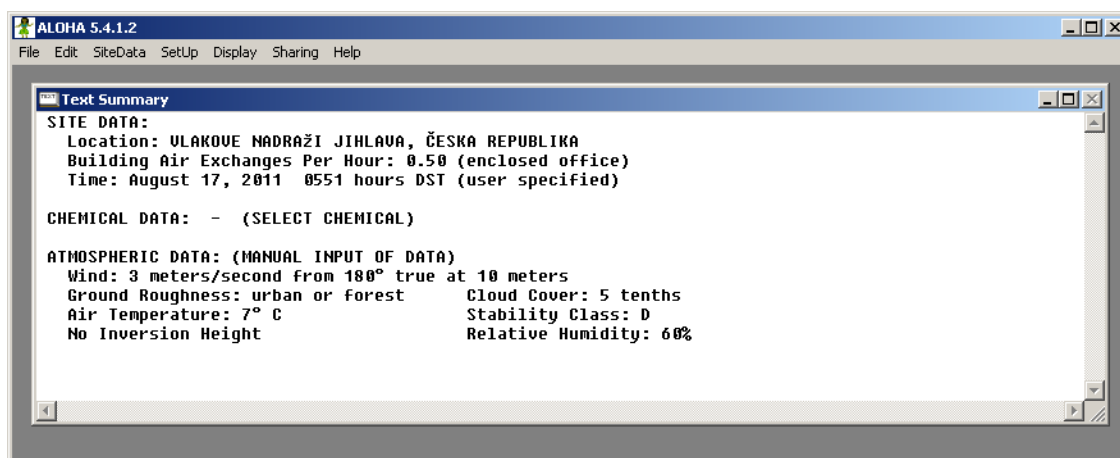 ALOHA 5.4.1.2
File Edit SiteData SetUp Display Sharing Help
Text Summary
SITE DATA:
Location: VLAKOVE NADRAŽI JIHLAVA, ČESKA REPUBLIKA
Building Air Exchanges Per Hour: 0.50 (enclosed office)
Time: August 17, 2011 0551 hours DST (user specified)
CHEMICAL DATA: - (SELECT CHEMICAL)
ATMOSPHERIC DATA: (MANUAL INPUT OF DATA)
Wind: 3 meters/second from 180° true at 10 meters
Ground Roughness: urban or forest Cloud Cover: 5 tenths
Air Temperature: 7° C Stability Class: D
No Inversion Height Relative Humidity: 60%